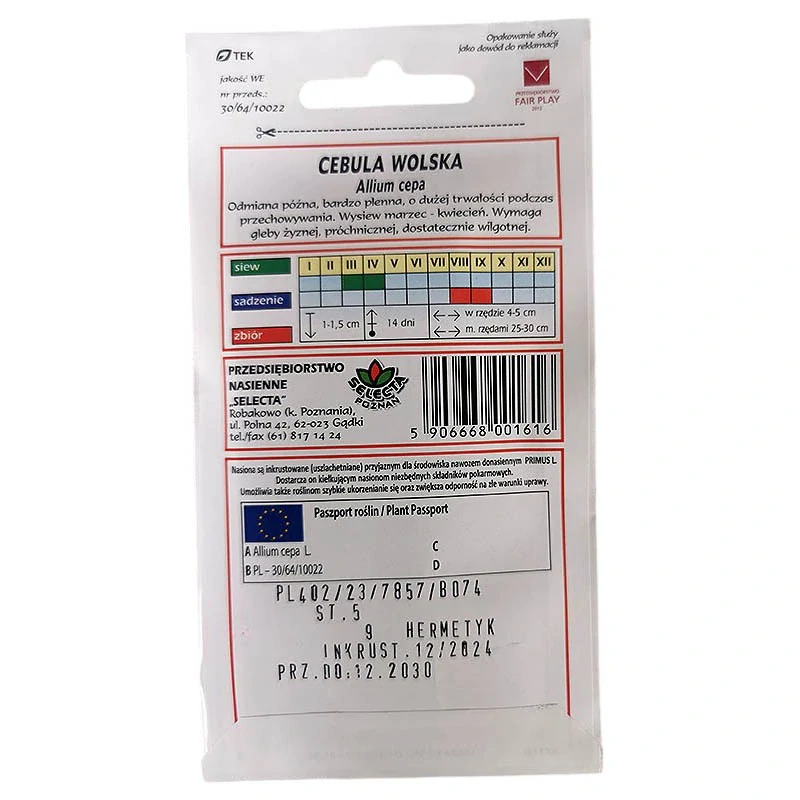 TEK
Opakowanie służy
jako dowód do reklamacji
jakość WE
nr przeds.:
30/64/10022
PRZEDSIĘBIORSTWO
FAIR PLAY
2012
CEBULA WOLSKA
Allium cepa
Odmiana późna, bardzo plenna, o dużej trwałości podczas
przechowywania. Wysiew marzec - kwiecień. Wymaga
gleby żyznej, próchnicznej, dostatecznie wilgotnej.
siew I II III IV V VI VII VIII IX X XI XII
sadzenie
zbiór
1-1,5 cm 14 dni w rzędzie 4-5 cm
m. rzędami 25-30 cm
PRZEDSIĘBIORSTWO
NASIENNE
„SELECTA"
Robakowo (k. Poznania),
ul. Polna 42, 62-023 Gądki
tel./fax (61) 817 14 24
SELECTA
POZNAŃ
5 906668 001616
Nasiona są inkrustowane (uszlachetniane) przyjaznym dla środowiska nawozem donasiennym PRIMUS L.
Dostarcza on kiełkującym nasionom niezbędnych składników pokarmowych.
Umożliwia także roślinom szybkie ukorzenianie się oraz zwiększa odporność na złe warunki uprawy.
Paszport roślin / Plant Passport
A Allium cepa L. C
B PL – 30/64/10022 D
PL402/23/7857/B074
ST.5
9 HERMETYK
INKRUST.12/2024
PRZ.DO:12.2030